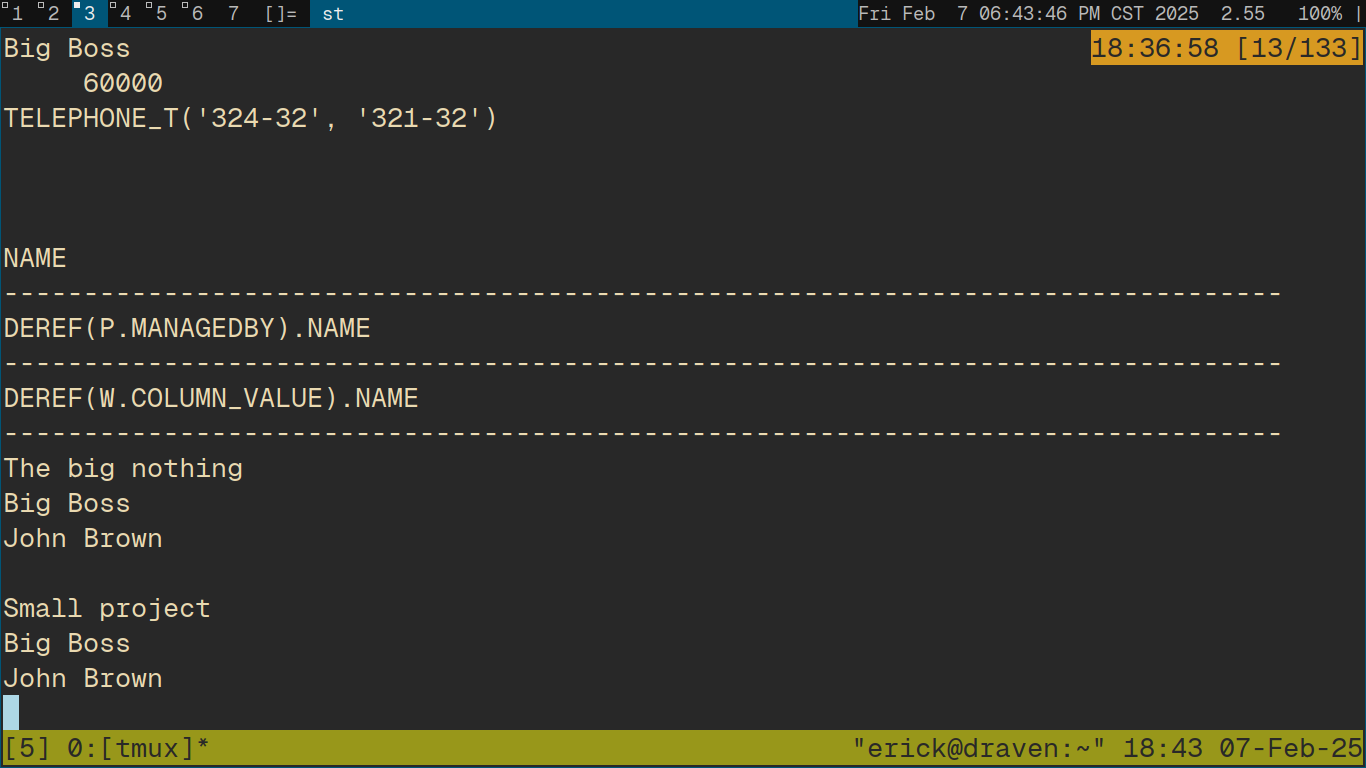 1 2 3 4 5 6 7 []= st Fri Feb  7 06:43:46 PM CST 2025  2.55   100% |
Big Boss 18:36:58 [13/133]
     60000
TELEPHONE_T('324-32', '321-32')
NAME
--------------------------------------------------------------------------------
DEREF(P.MANAGEDBY).NAME
--------------------------------------------------------------------------------
DEREF(W.COLUMN_VALUE).NAME
--------------------------------------------------------------------------------
The big nothing
Big Boss
John Brown
Small project
Big Boss
John Brown
[5] 0:[tmux]* "erick@draven:~" 18:43 07-Feb-25